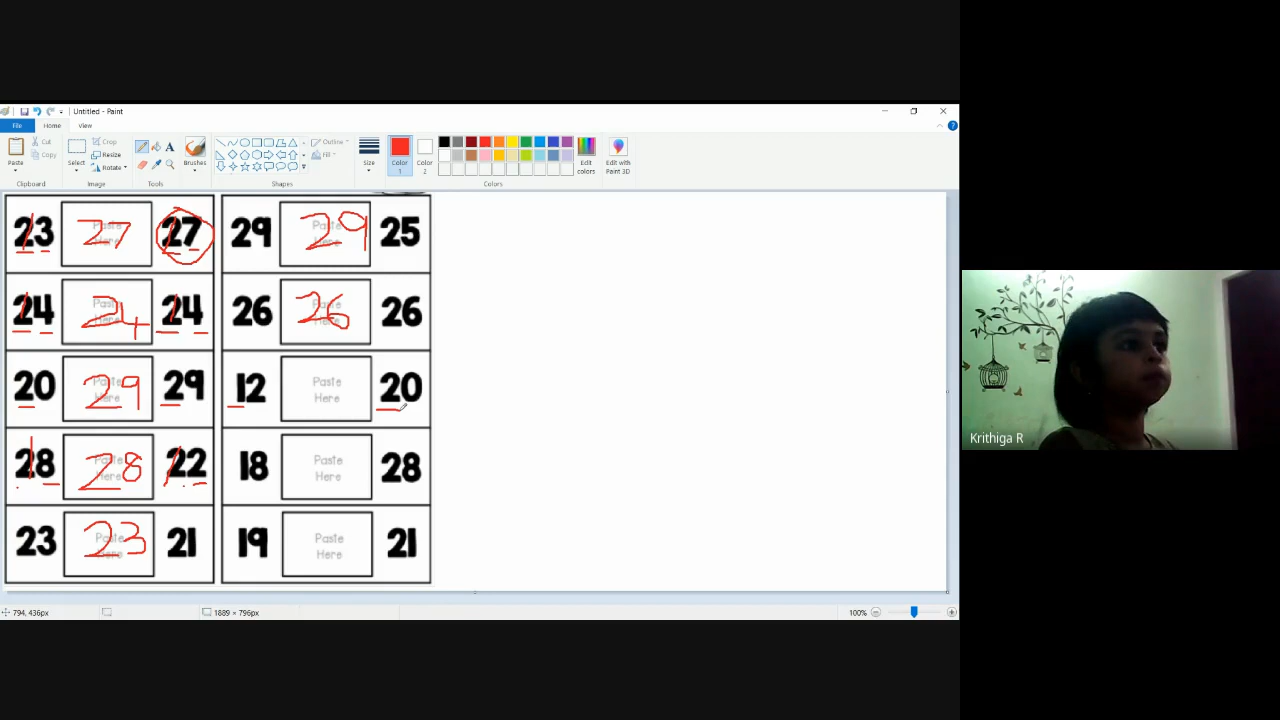 Untitled - Paint
File Home View
Paste Cut Copy Clipboard
Select Crop Resize Rotate Image
Tools
Brushes
Outline Fill Shapes
Size
Color 1
Color 2
Edit colors
Colors
Edit with Paint 3D
23 27 27 29 29 25
24 24 24 26 26 26
20 29 29 12 Paste Here 20
28 28 22 18 Paste Here 28
23 23 21 19 Paste Here 21
794, 436px 1889 × 796px 100%
Krithiga R